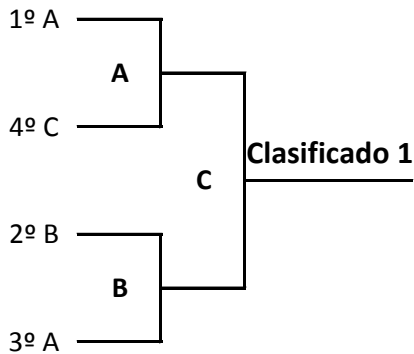 1º A
A
4º C
Clasificado 1
C
2º B
B
3º A